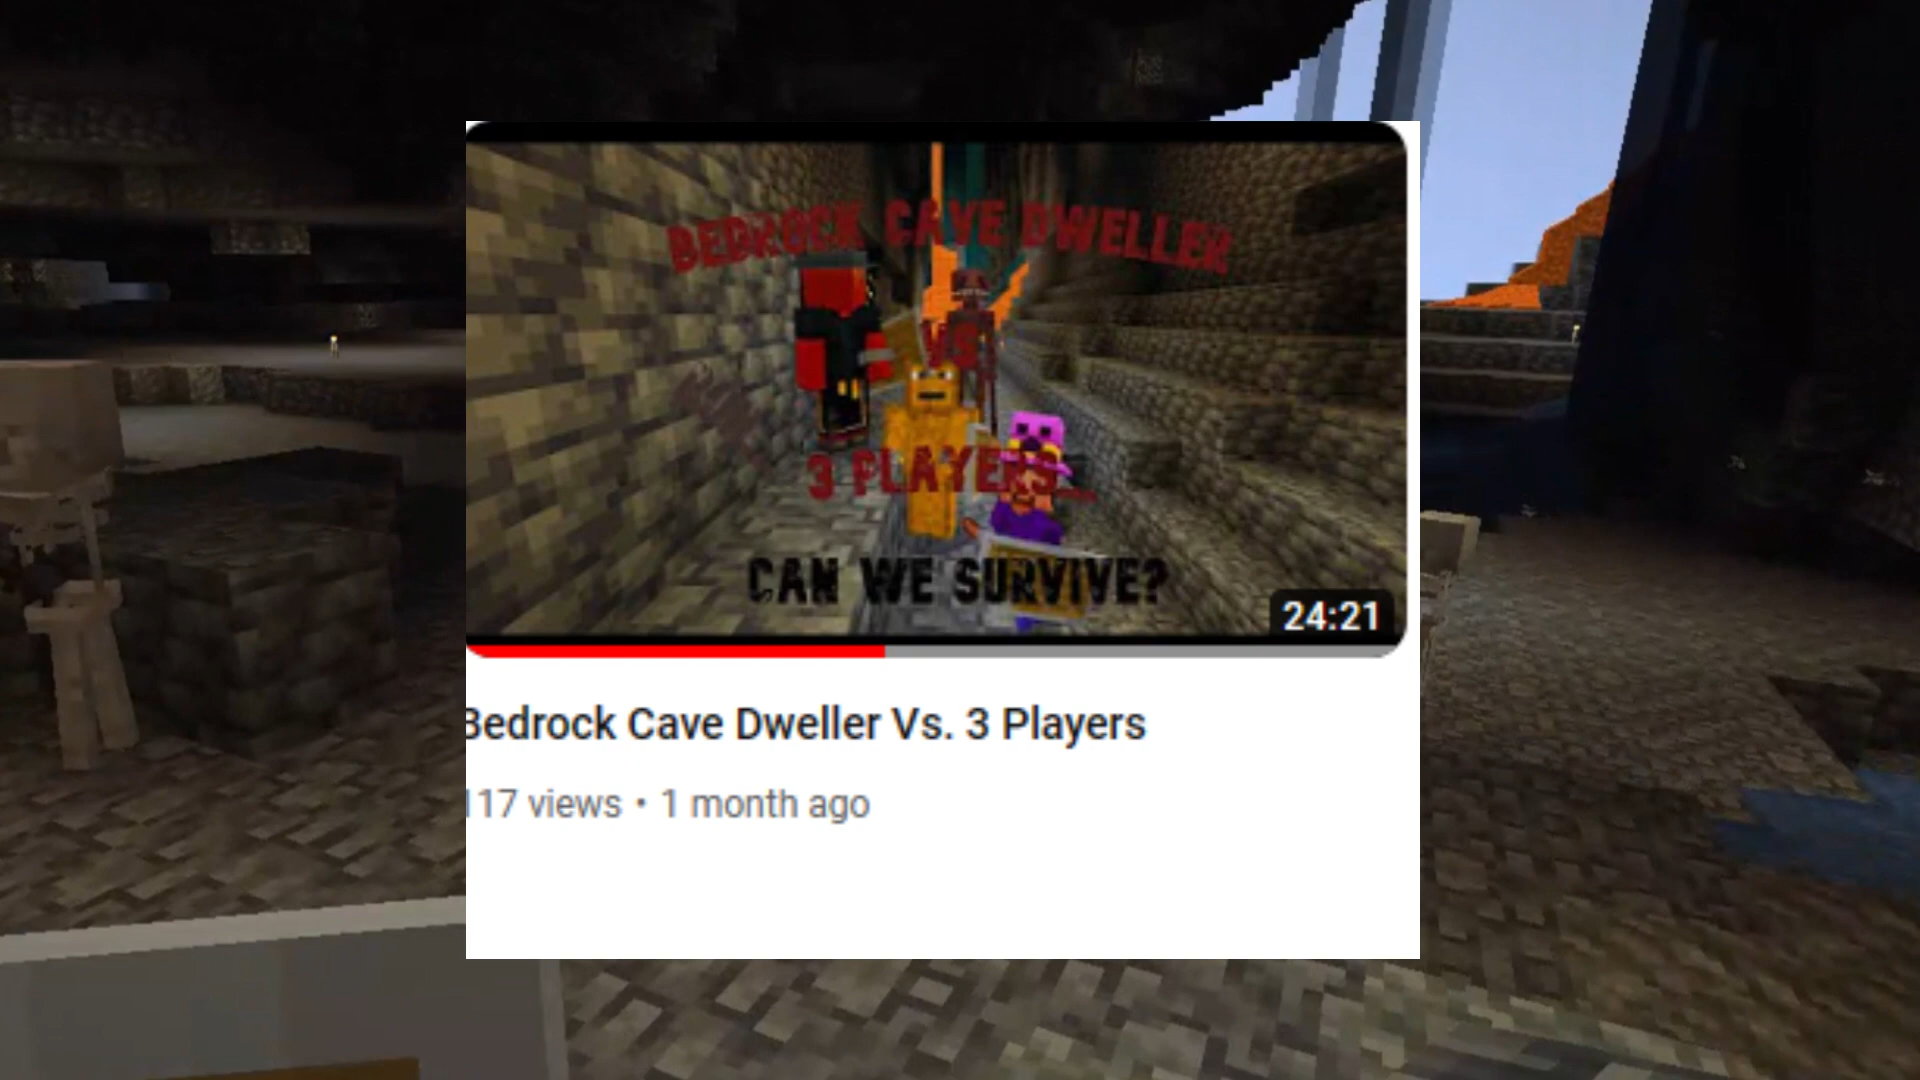 BEDROCK CAVE DWELLER
VS
3 PLAYERS...
CAN WE SURVIVE?
24:21
Bedrock Cave Dweller Vs. 3 Players
117 views • 1 month ago